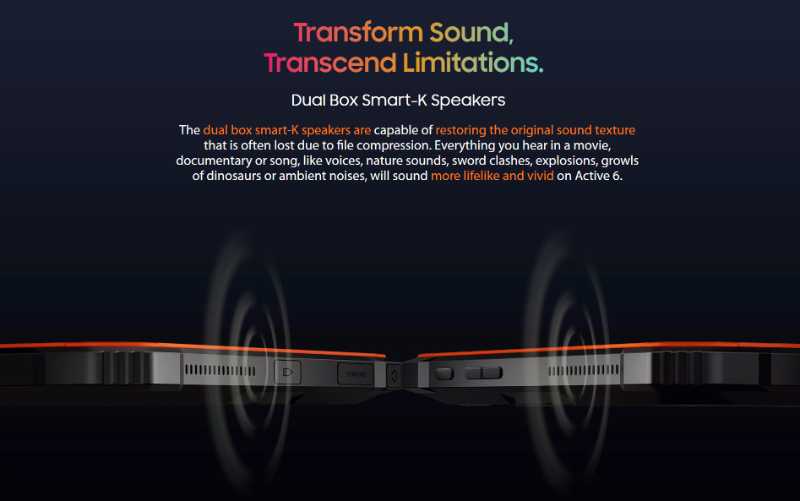 Transform Sound,
Transcend Limitations.
Dual Box Smart-K Speakers
The dual box smart-K speakers are capable of restoring the original sound texture
that is often lost due to file compression. Everything you hear in a movie,
documentary or song, like voices, nature sounds, sword clashes, explosions, growls
of dinosaurs or ambient noises, will sound more lifelike and vivid on Active 6.